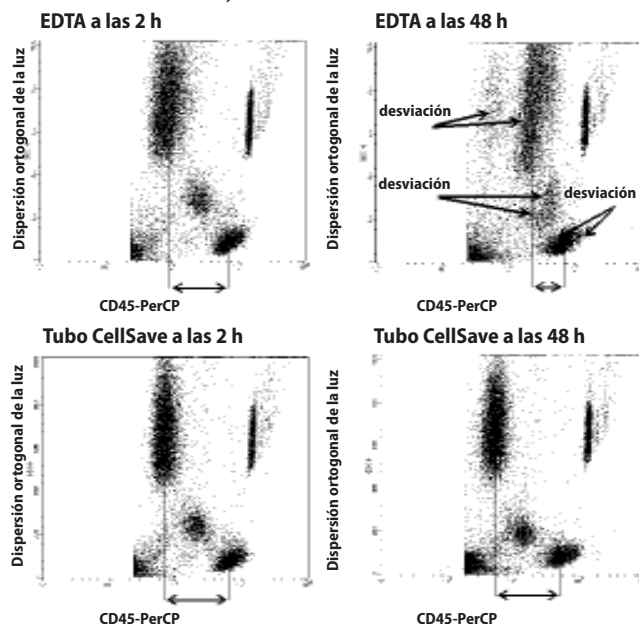 EDTA a las 2 h
EDTA a las 48 h
Dispersión ortogonal de la luz
Dispersión ortogonal de la luz
desviación
desviación
desviación
CD45-PerCP
CD45-PerCP
Tubo CellSave a las 2 h
Tubo CellSave a las 48 h
Dispersión ortogonal de la luz
Dispersión ortogonal de la luz
CD45-PerCP
CD45-PerCP